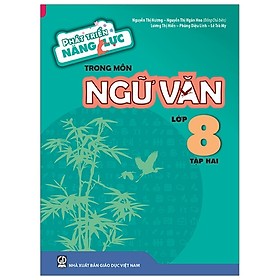 Nguyễn Thị Nương - Nguyễn Thị Ngân Hoa (Đồng Chủ biên)
Lương Thị Hiền - Phùng Diệu Linh - Lê Trà My
PHÁT TRIỂN
NĂNG LỰC
TRONG MÔN
NGỮ VĂN
LỚP
8
TẬP HAI
NHÀ XUẤT BẢN GIÁO DỤC VIỆT NAM